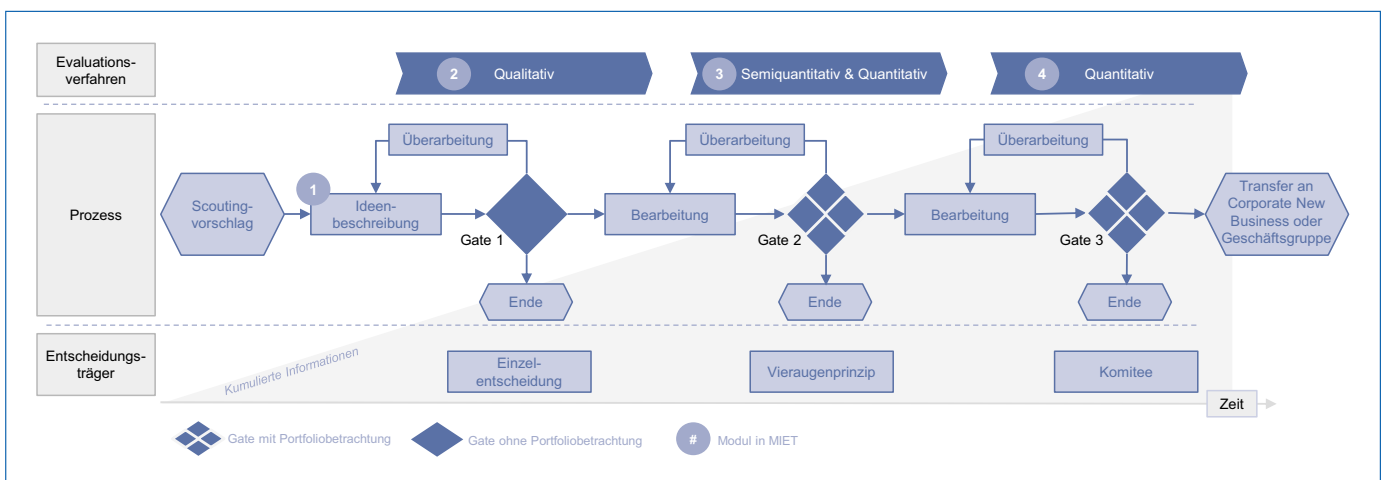 Evaluations-
verfahren
2 Qualitativ
3 Semiquantitativ & Quantitativ
4 Quantitativ
Prozess
Überarbeitung
Überarbeitung
Überarbeitung
Scouting-
vorschlag
1
Ideen-
beschreibung
Gate 1
Bearbeitung
Gate 2
Bearbeitung
Gate 3
Transfer an
Corporate New
Business oder
Geschäftsgruppe
Ende
Ende
Ende
Entscheidungs-
träger
Kumulierte Informationen
Einzel-
entscheidung
Vieraugenprinzip
Komitee
Zeit
Gate mit Portfoliobetrachtung
Gate ohne Portfoliobetrachtung
# Modul in MIET